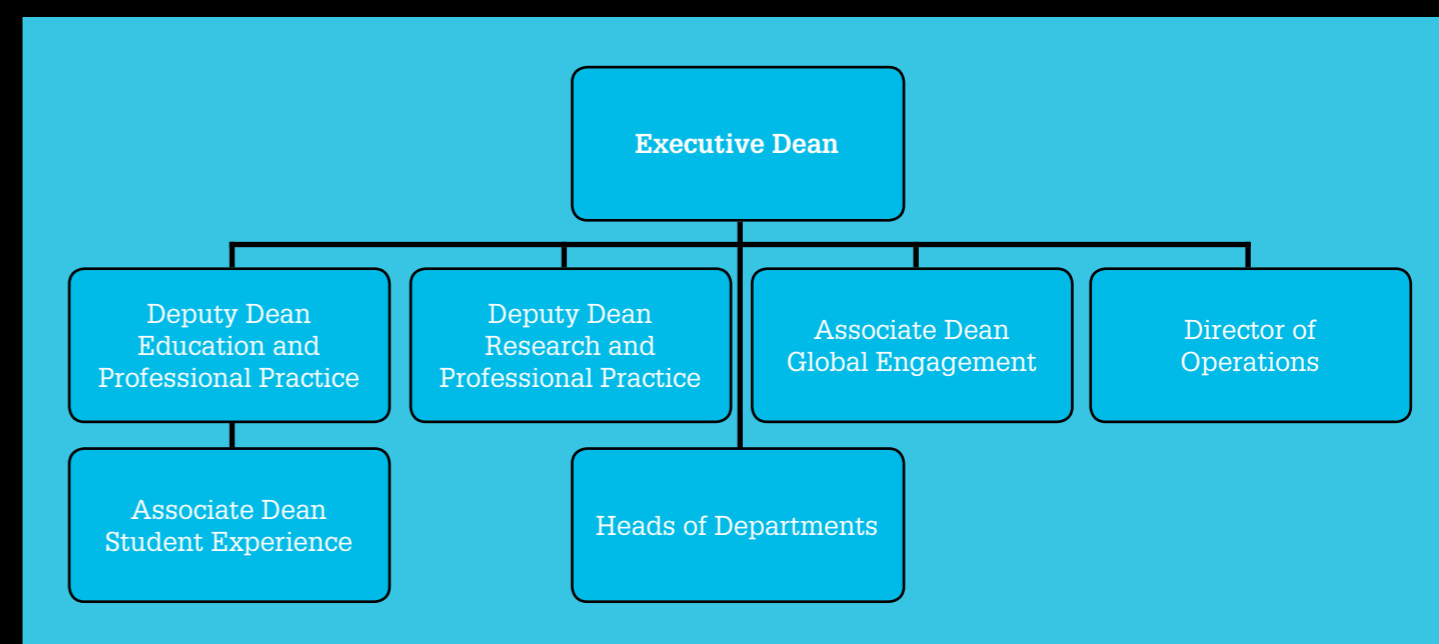 Executive Dean
Deputy Dean
Education and
Professional Practice
Deputy Dean
Research and
Professional Practice
Associate Dean
Global Engagement
Director of
Operations
Associate Dean
Student Experience
Heads of Departments